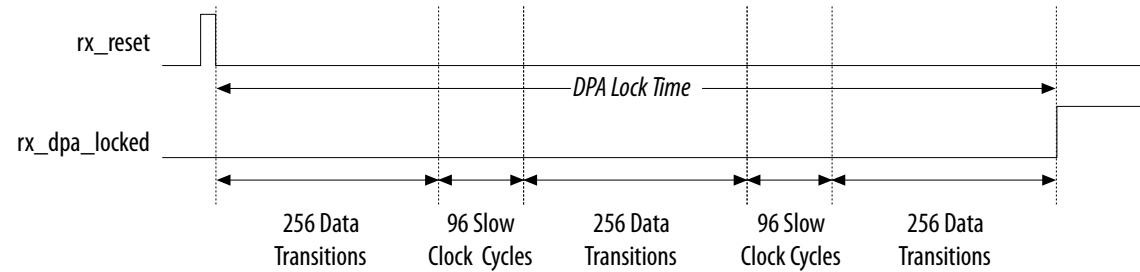 rx_reset
DPA Lock Time
rx_dpa_locked
256 Data
Transitions
96 Slow
Clock Cycles
256 Data
Transitions
96 Slow
Clock Cycles
256 Data
Transitions